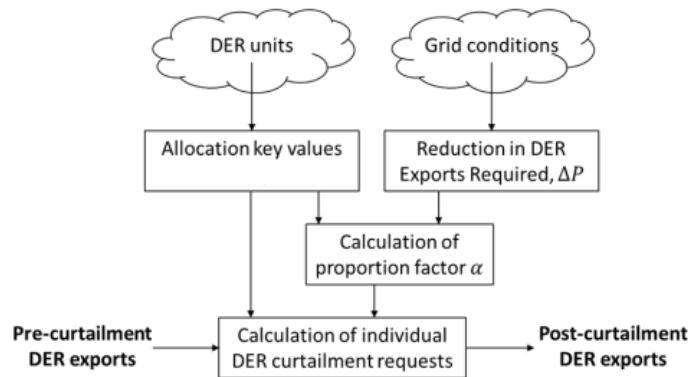 DER units
Grid conditions
Allocation key values
Reduction in DER
Exports Required, Δ𝑃
Calculation of
proportion factor 𝛼
Pre-curtailment
DER exports
Calculation of individual
DER curtailment requests
Post-curtailment
DER exports